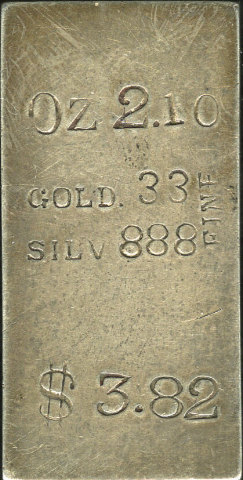 OZ 2.10
GOLD. 33
SILV 888
FINE
$ 3.82